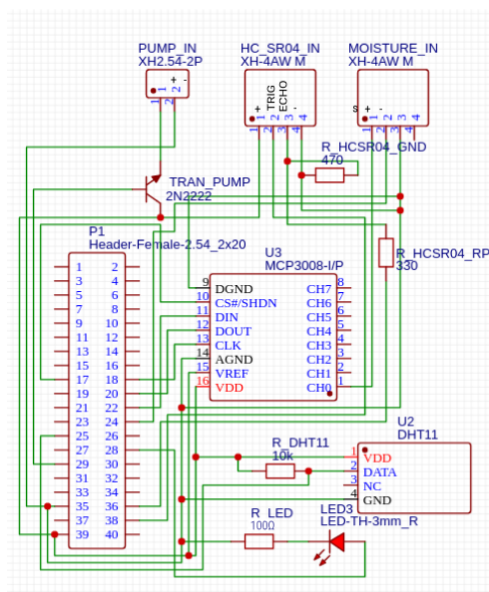 PUMP_IN
XH2.54-2P
HC_SR04_IN
XH-4AW M
MOISTURE_IN
XH-4AW M
+ -
1 2
+ TRIG ECHO -
1 2 3 4
s + -
1 2 3 4
R_HCSR04_GND
470
TRAN_PUMP
2N2222
P1
Header-Female-2.54_2x20
R_HCSR04_RP
330
U3
MCP3008-I/P
1 2
3 4
5 6
7 8
9 10
11 12
13 14
15 16
17 18
19 20
21 22
23 24
25 26
27 28
29 30
31 32
33 34
35 36
37 38
39 40
9 DGND CH7 8
10 CS#/SHDN CH6 7
11 DIN CH5 6
12 DOUT CH4 5
13 CLK CH3 4
14 AGND CH2 3
15 VREF CH1 2
16 VDD CH0 1
U2
DHT11
R_DHT11
10k
1 VDD
2 DATA
3 NC
4 GND
R_LED
100Ω
LED3
LED-TH-3mm_R